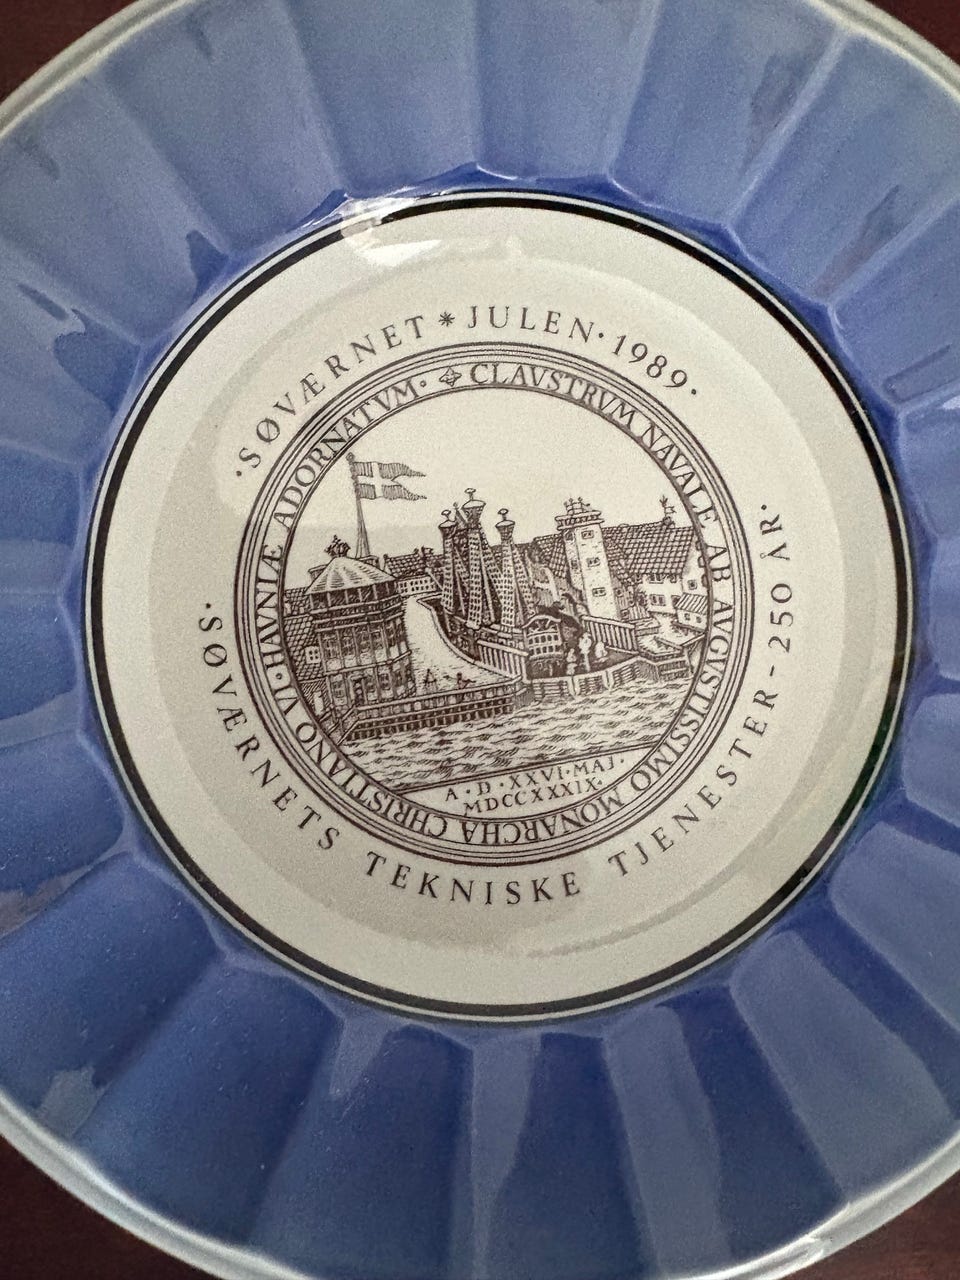 ·SØVÆRNET * JULEN·1989·
·SØVÆRNETS TEKNISKE TJENESTER-250 ÅR·
CLAVSTRVM NAVALE AB AVGVSTISSIMO MONARCHA CHRISTIANO VI·HAVNIÆ ADORNATVM·
A·D·XXVI·MAJ·
MDCCXXXIX·